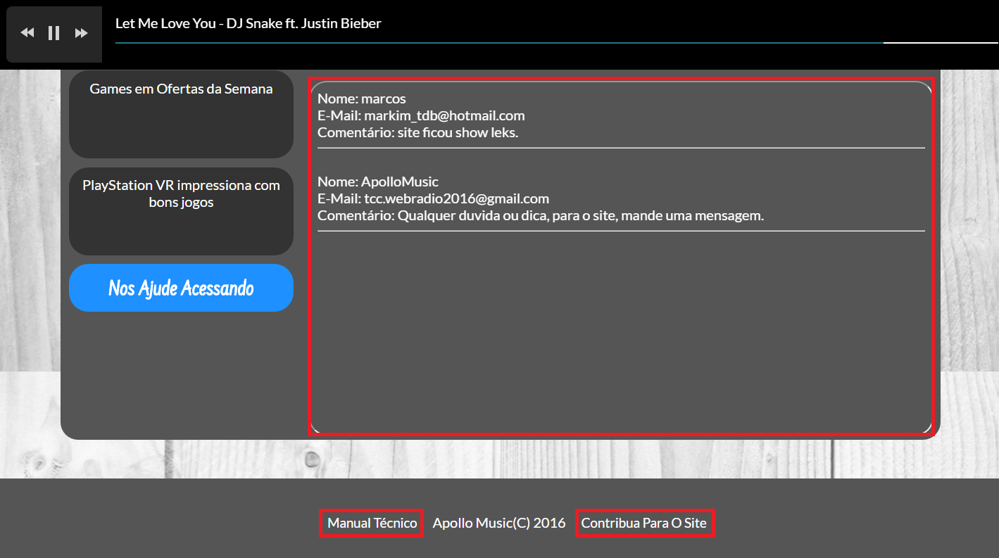 Let Me Love You - DJ Snake ft. Justin Bieber
Games em Ofertas da Semana
PlayStation VR impressiona com
bons jogos
Nos Ajude Acessando
Nome: marcos
E-Mail: markim_tdb@hotmail.com
Comentário: site ficou show leks.
Nome: ApolloMusic
E-Mail: tcc.webradio2016@gmail.com
Comentário: Qualquer duvida ou dica, para o site, mande uma mensagem.
Manual Técnico Apollo Music(C) 2016 Contribua Para O Site